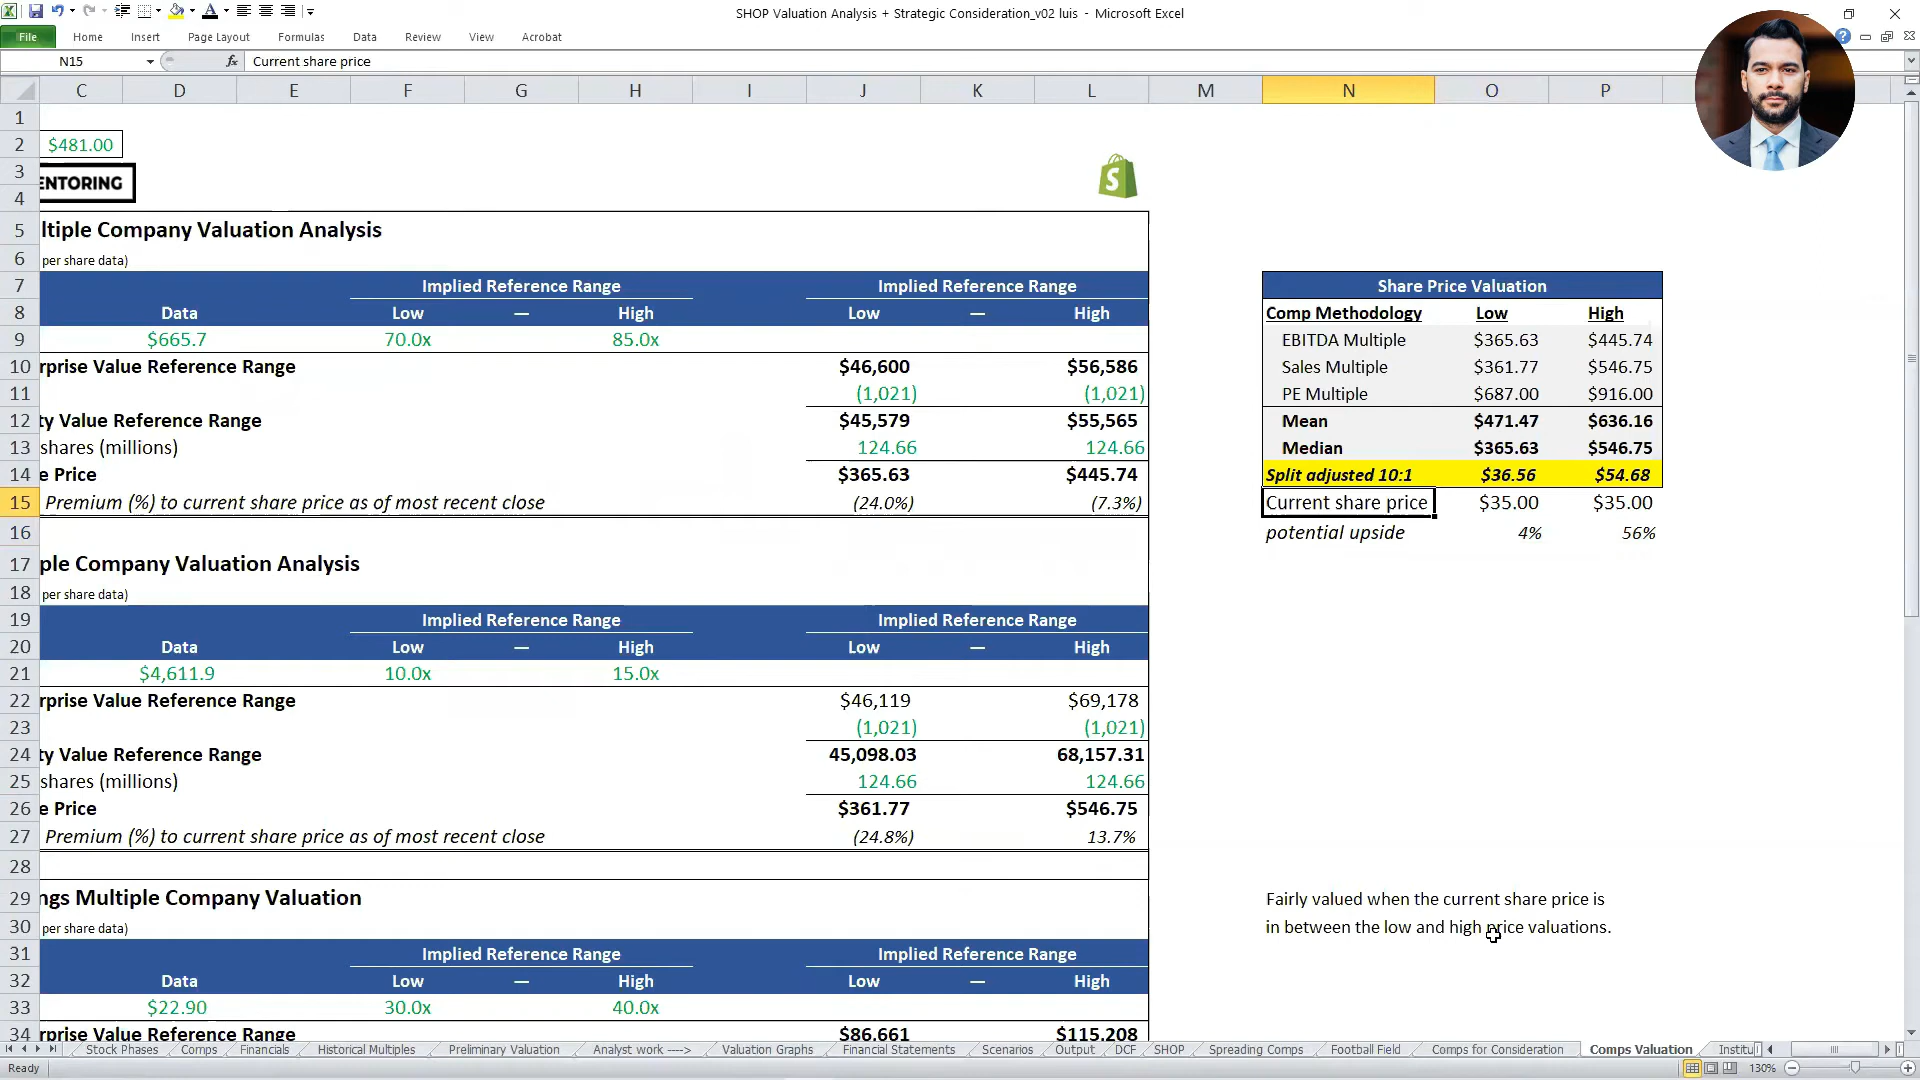 SHOP Valuation Analysis + Strategic Consideration_v02 luis - Microsoft Excel
File Home Insert Page Layout Formulas Data Review View Acrobat
N15 fx Current share price
C D E F G H I J K L M N O P
1
2 $481.00
3 ENTORING
4
5 ltiple Company Valuation Analysis
6 per share data)
7 Implied Reference Range Implied Reference Range Share Price Valuation
8 Data Low — High Low — High Comp Methodology Low High
9 $665.7 70.0x 85.0x EBITDA Multiple $365.63 $445.74
10 rprise Value Reference Range $46,600 $56,586 Sales Multiple $361.77 $546.75
11 (1,021) (1,021) PE Multiple $687.00 $916.00
12 ty Value Reference Range $45,579 $55,565 Mean $471.47 $636.16
13 shares (millions) 124.66 124.66 Median $365.63 $546.75
14 e Price $365.63 $445.74 Split adjusted 10:1 $36.56 $54.68
15 Premium (%) to current share price as of most recent close (24.0%) (7.3%) Current share price $35.00 $35.00
16 potential upside 4% 56%
17 ple Company Valuation Analysis
18 per share data)
19 Implied Reference Range Implied Reference Range
20 Data Low — High Low — High
21 $4,611.9 10.0x 15.0x
22 rprise Value Reference Range $46,119 $69,178
23 (1,021) (1,021)
24 ty Value Reference Range 45,098.03 68,157.31
25 shares (millions) 124.66 124.66
26 e Price $361.77 $546.75
27 Premium (%) to current share price as of most recent close (24.8%) 13.7%
28
29 ngs Multiple Company Valuation Fairly valued when the current share price is
30 per share data) in between the low and high price valuations.
31 Implied Reference Range Implied Reference Range
32 Data Low — High Low — High
33 $22.90 30.0x 40.0x
34 rprise Value Reference Range $86,661 $115,208
Stock Phases Comps Financials Historical Multiples Preliminary Valuation Analyst work ----> Valuation Graphs Financial Statements Scenarios Output DCF SHOP Spreading Comps Football Field Comps for Consideration Comps Valuation Institu
Ready 130%